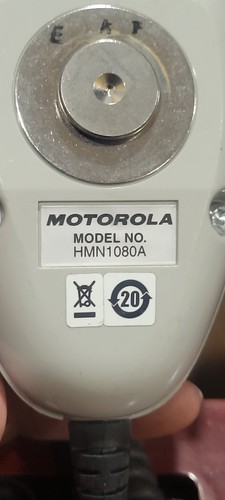 E A F
MOTOROLA
MODEL NO.
HMN1080A
20